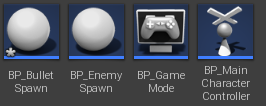 BP_Bullet
Spawn
BP_Enemy
Spawn
BP_Game
Mode
BP_Main
Character
Controller